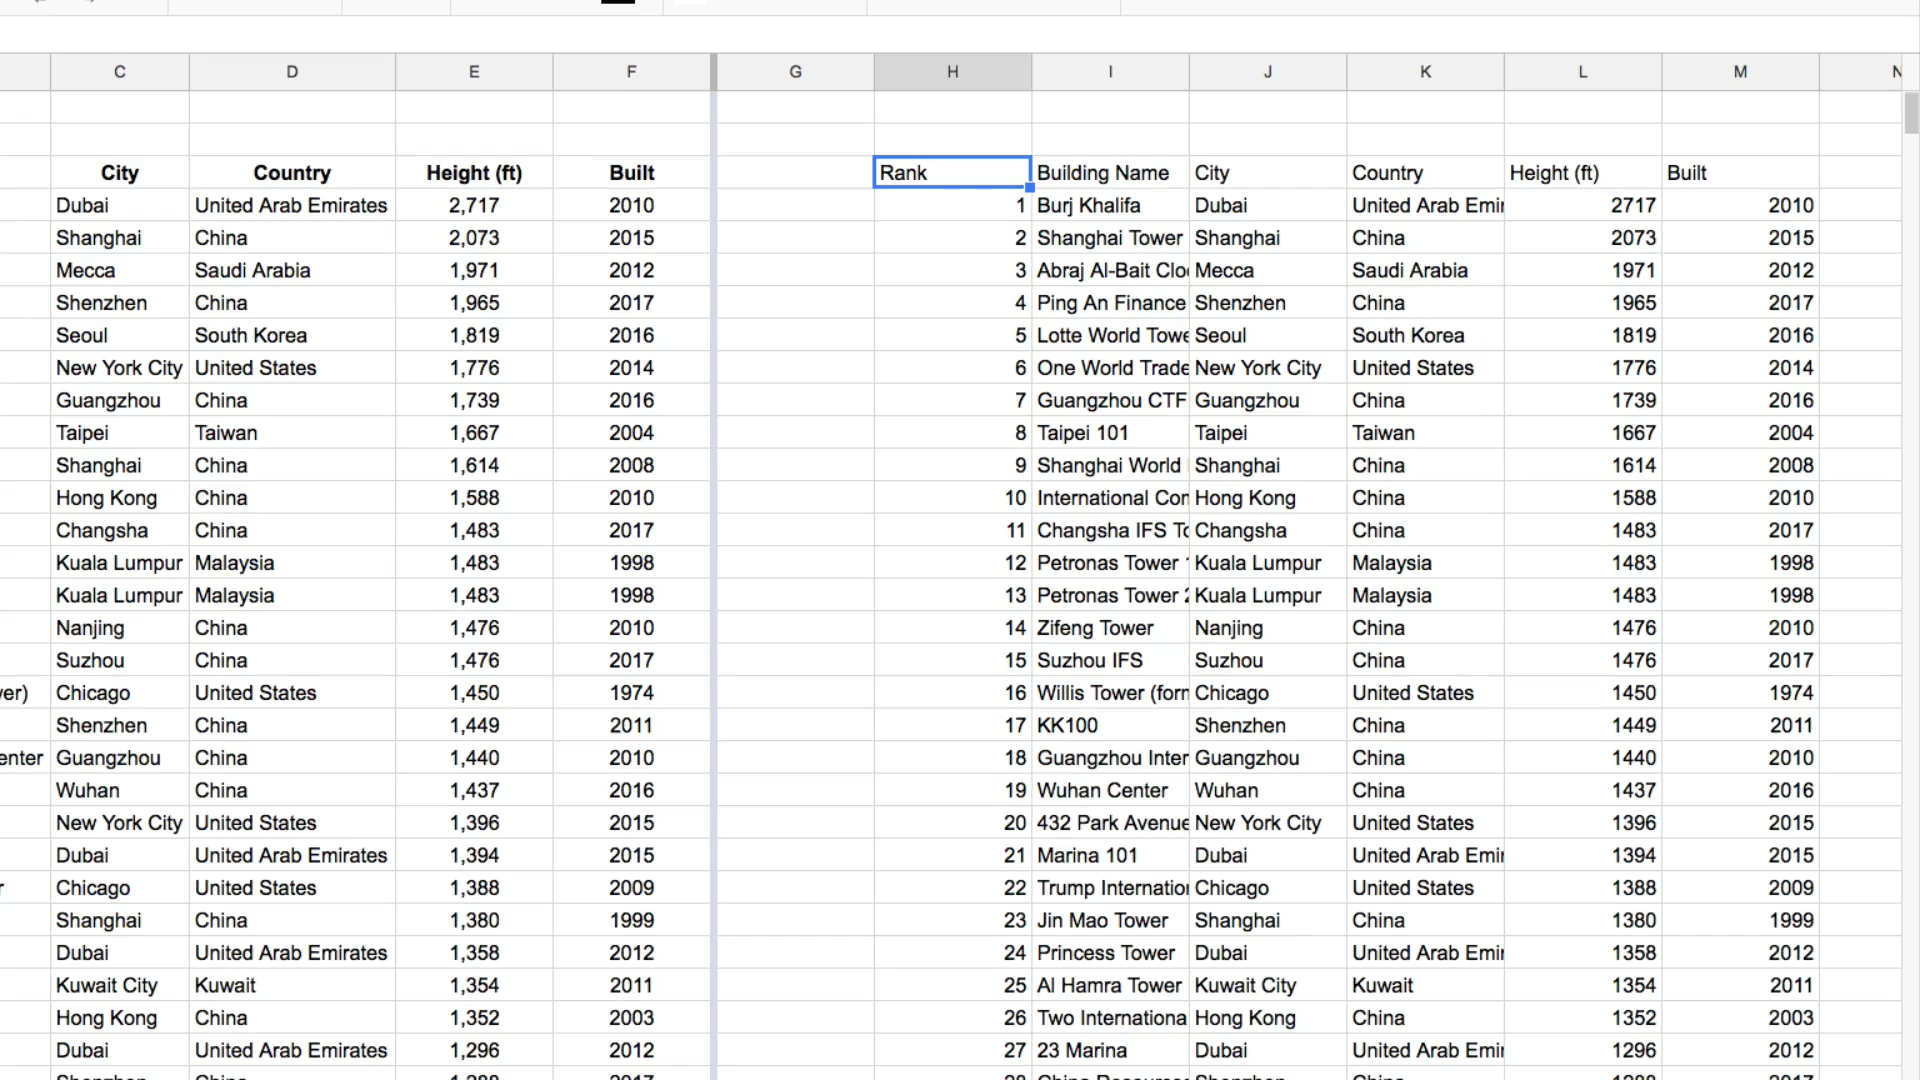 C D E F G H I J K L M N
City Country Height (ft) Built Rank Building Name City Country Height (ft) Built
Dubai United Arab Emirates 2,717 2010 1 Burj Khalifa Dubai United Arab Emir 2717 2010
Shanghai China 2,073 2015 2 Shanghai Tower Shanghai China 2073 2015
Mecca Saudi Arabia 1,971 2012 3 Abraj Al-Bait Cloc Mecca Saudi Arabia 1971 2012
Shenzhen China 1,965 2017 4 Ping An Finance Shenzhen China 1965 2017
Seoul South Korea 1,819 2016 5 Lotte World Towe Seoul South Korea 1819 2016
New York City United States 1,776 2014 6 One World Trade New York City United States 1776 2014
Guangzhou China 1,739 2016 7 Guangzhou CTF Guangzhou China 1739 2016
Taipei Taiwan 1,667 2004 8 Taipei 101 Taipei Taiwan 1667 2004
Shanghai China 1,614 2008 9 Shanghai World Shanghai China 1614 2008
Hong Kong China 1,588 2010 10 International Com Hong Kong China 1588 2010
Changsha China 1,483 2017 11 Changsha IFS To Changsha China 1483 2017
Kuala Lumpur Malaysia 1,483 1998 12 Petronas Tower 1 Kuala Lumpur Malaysia 1483 1998
Kuala Lumpur Malaysia 1,483 1998 13 Petronas Tower 2 Kuala Lumpur Malaysia 1483 1998
Nanjing China 1,476 2010 14 Zifeng Tower Nanjing China 1476 2010
Suzhou China 1,476 2017 15 Suzhou IFS Suzhou China 1476 2017
ver) Chicago United States 1,450 1974 16 Willis Tower (form Chicago United States 1450 1974
Shenzhen China 1,449 2011 17 KK100 Shenzhen China 1449 2011
enter Guangzhou China 1,440 2010 18 Guangzhou Inter Guangzhou China 1440 2010
Wuhan China 1,437 2016 19 Wuhan Center Wuhan China 1437 2016
New York City United States 1,396 2015 20 432 Park Avenue New York City United States 1396 2015
Dubai United Arab Emirates 1,394 2015 21 Marina 101 Dubai United Arab Emir 1394 2015
r Chicago United States 1,388 2009 22 Trump Internation Chicago United States 1388 2009
Shanghai China 1,380 1999 23 Jin Mao Tower Shanghai China 1380 1999
Dubai United Arab Emirates 1,358 2012 24 Princess Tower Dubai United Arab Emir 1358 2012
Kuwait City Kuwait 1,354 2011 25 Al Hamra Tower Kuwait City Kuwait 1354 2011
Hong Kong China 1,352 2003 26 Two Internationa Hong Kong China 1352 2003
Dubai United Arab Emirates 1,296 2012 27 23 Marina Dubai United Arab Emir 1296 2012